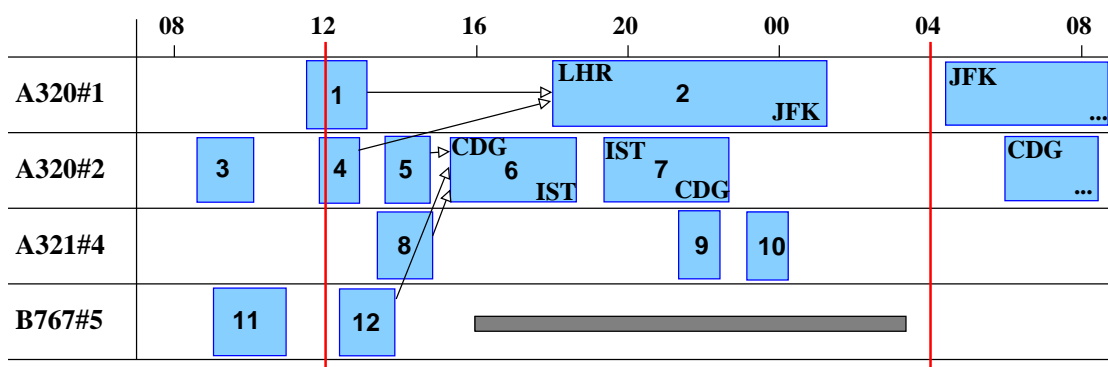 08 12 16 20 00 04 08
A320#1 1 LHR 2 JFK JFK ...
A320#2 3 4 5 CDG 6 IST IST 7 CDG CDG ...
A321#4 8 9 10
B767#5 11 12